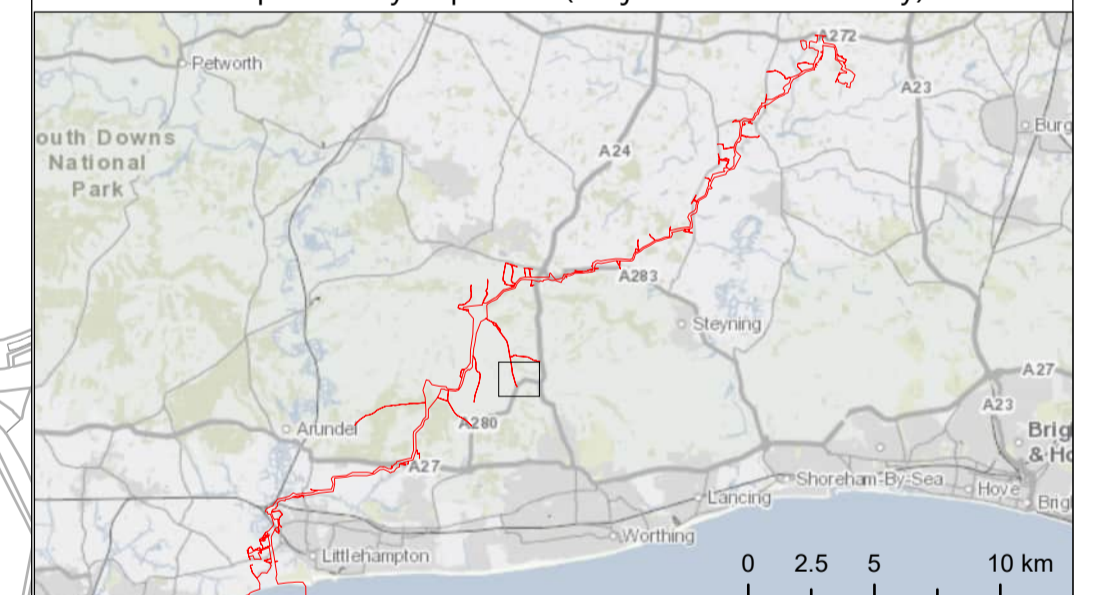 A272
Petworth
A23
Burg
outh Downs
National
Park
A24
A283
Steyning
A27
A23
Arundel
A280
Brig
& Ho
A27
Shoreham-By-Sea
Hove
Lancing
Brig
Worthing
Littlehampton
0 2.5 5 10 km